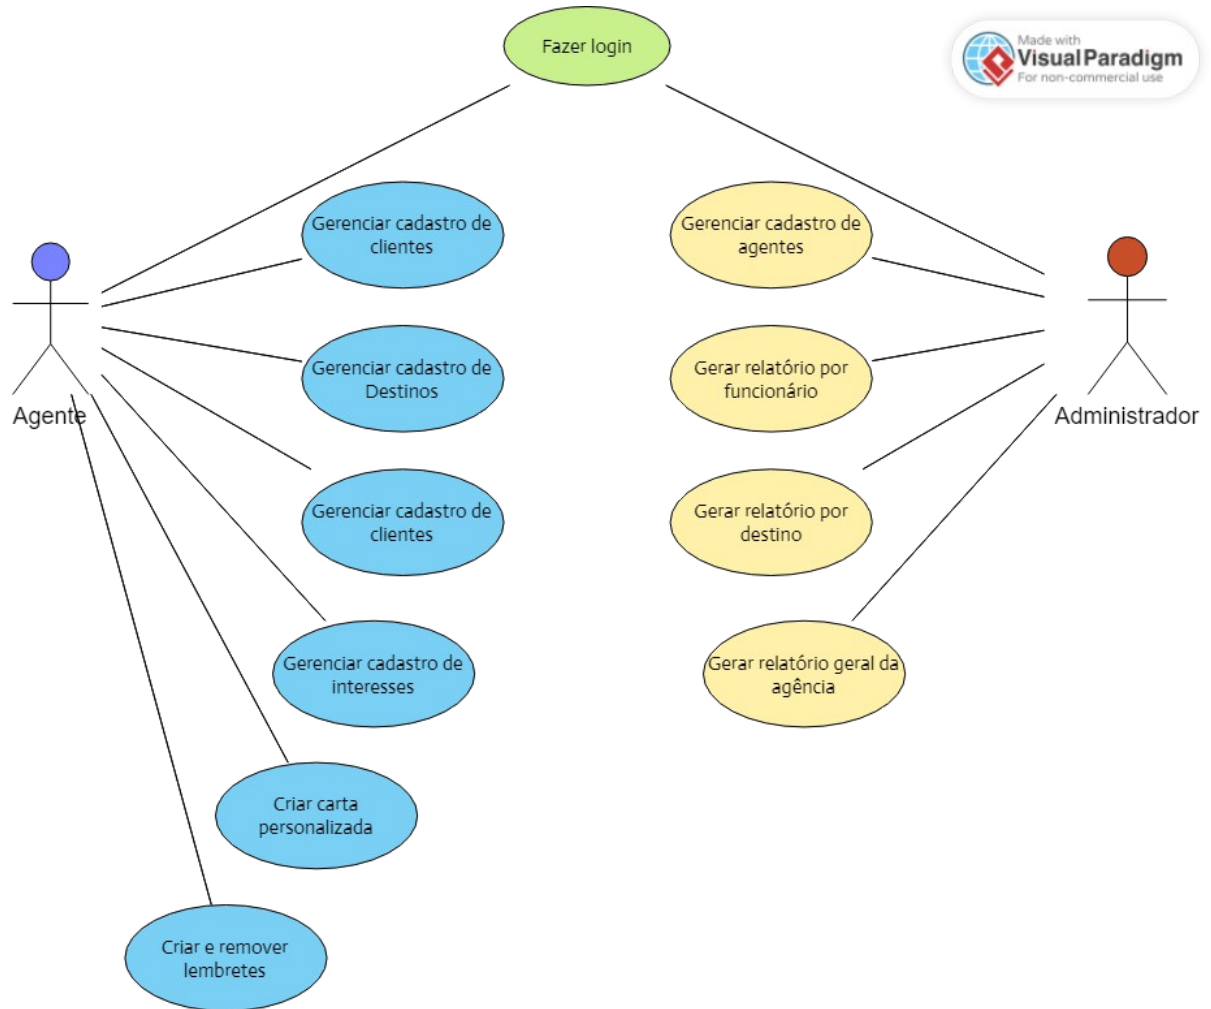 Fazer login
Made with
Visual Paradigm
For non-commercial use
Gerenciar cadastro de
clientes
Gerenciar cadastro de
agentes
Gerenciar cadastro de
Destinos
Gerar relatório por
funcionário
Agente
Administrador
Gerenciar cadastro de
clientes
Gerar relatório por
destino
Gerenciar cadastro de
interesses
Gerar relatório geral da
agência
Criar carta
personalizada
Criar e remover
lembretes